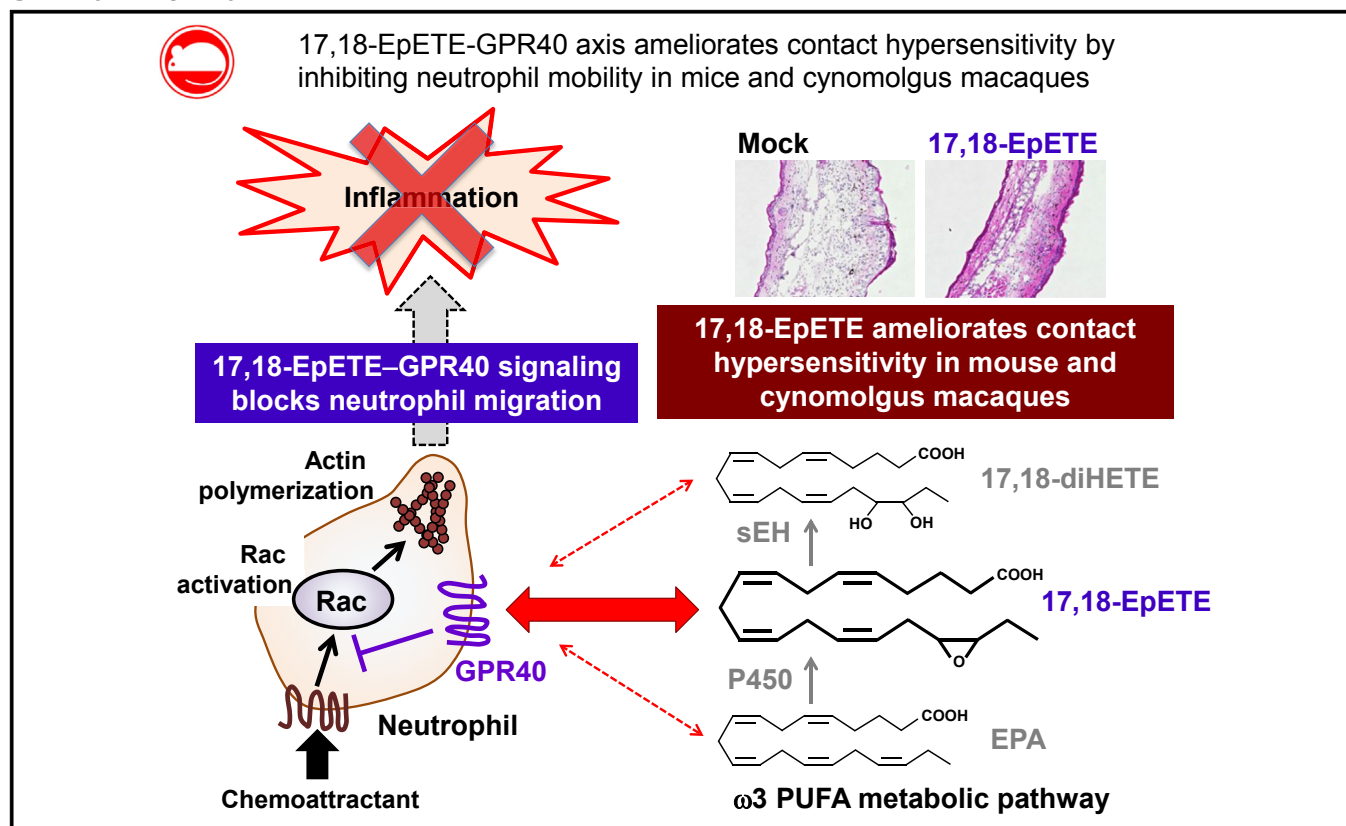 17,18-EpETE-GPR40 axis ameliorates contact hypersensitivity by
inhibiting neutrophil mobility in mice and cynomolgus macaques
Inflammation
Mock
17,18-EpETE
17,18-EpETE–GPR40 signaling
blocks neutrophil migration
17,18-EpETE ameliorates contact
hypersensitivity in mouse and
cynomolgus macaques
Actin
polymerization
Rac
activation
Rac
GPR40
Neutrophil
Chemoattractant
COOH
17,18-diHETE
HO OH
sEH
COOH
17,18-EpETE
O
P450
COOH
EPA
ω3 PUFA metabolic pathway